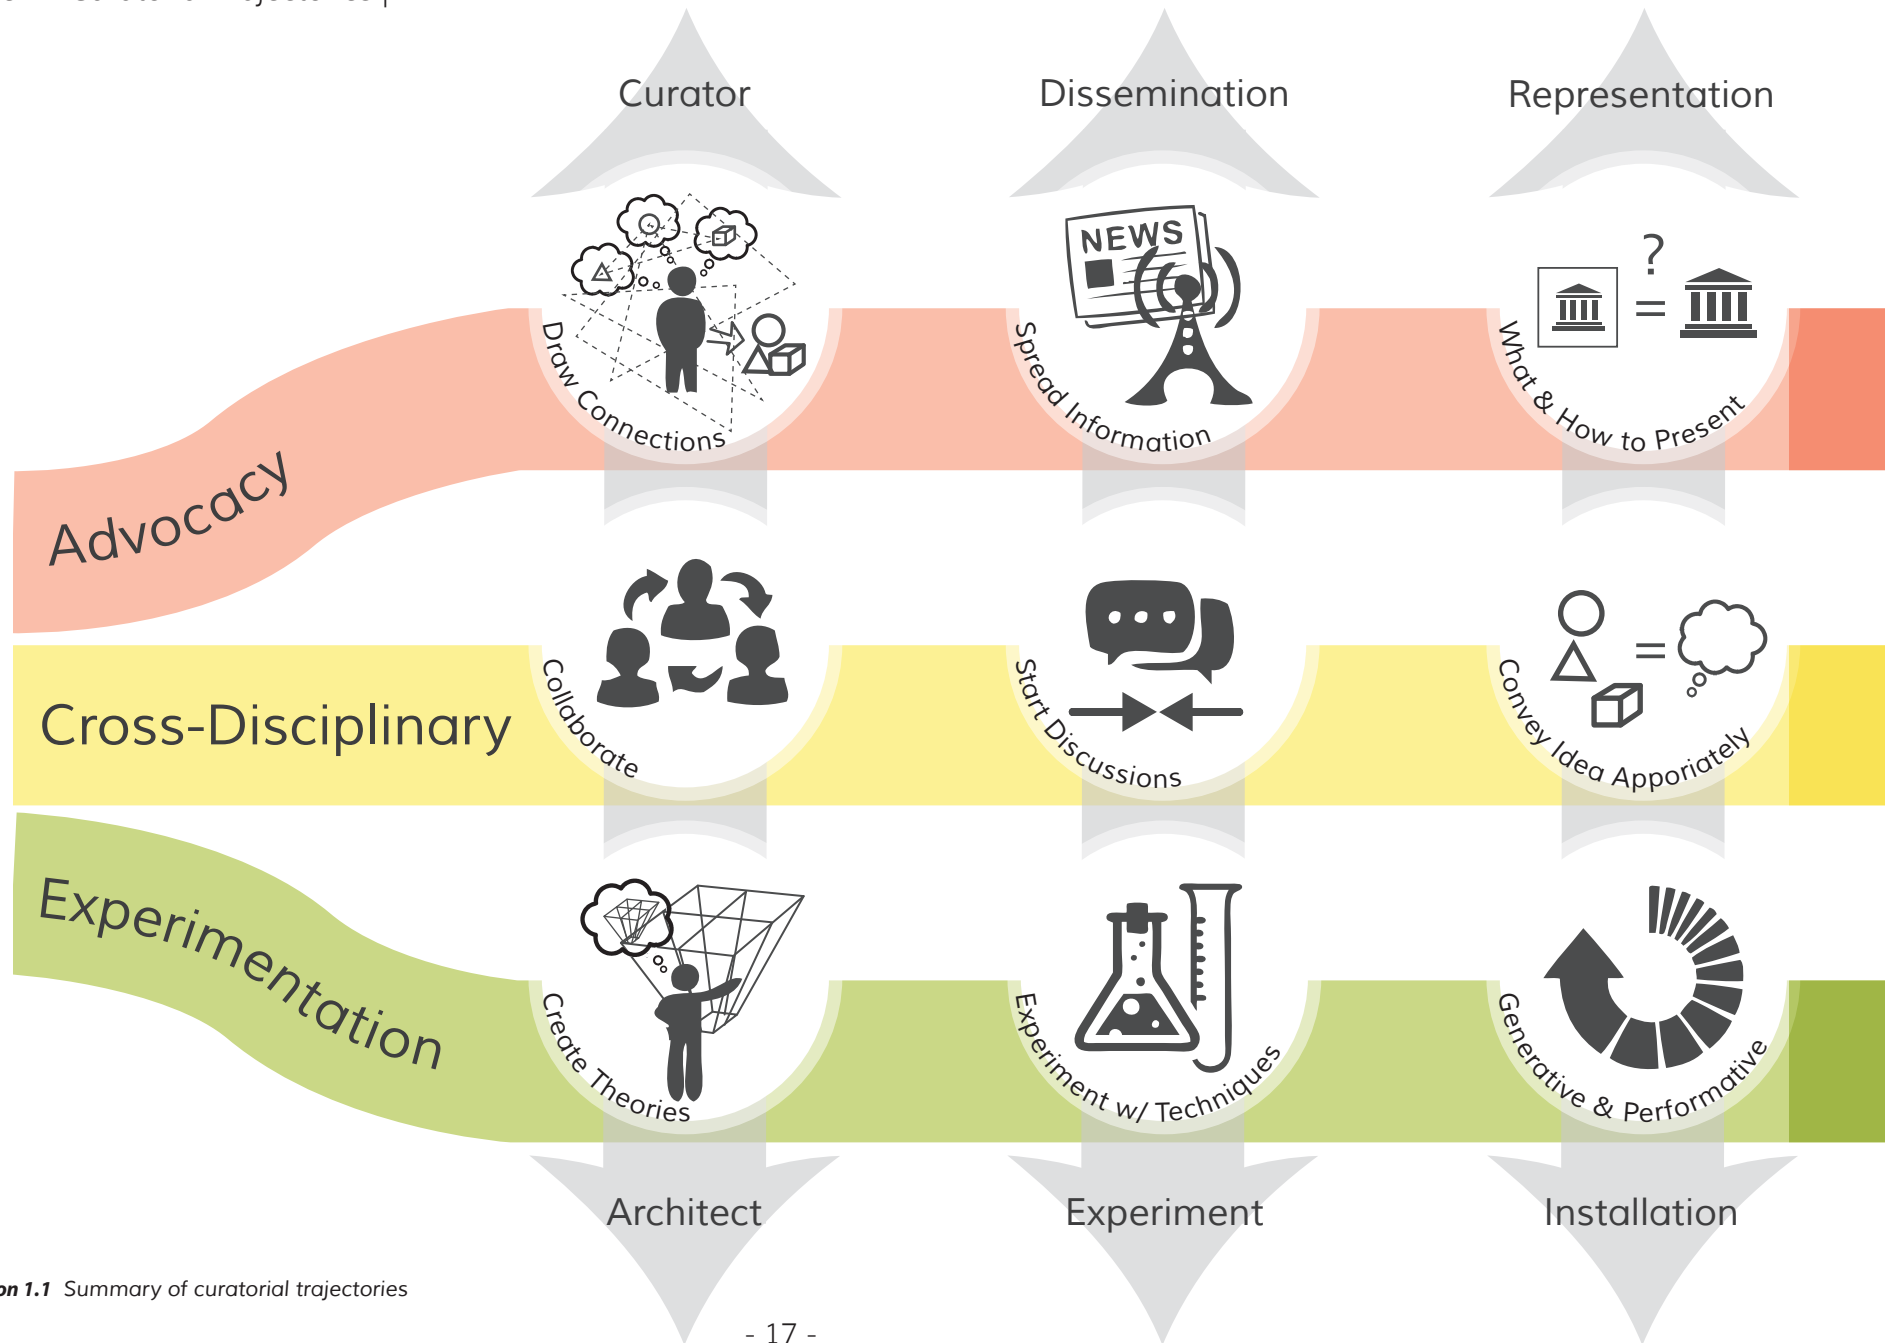 Curator Dissemination Representation
NEWS
?
=
Draw Connections
Spread Information
What & How to Present
Advocacy
=
Collaborate
Start Discussions
Convey Idea Apporiately
Cross-Disciplinary
Create Theories
Experiment w/ Techniques
Generative & Performative
Experimentation
Architect Experiment Installation
1.1 Summary of curatorial trajectories
- 17 -